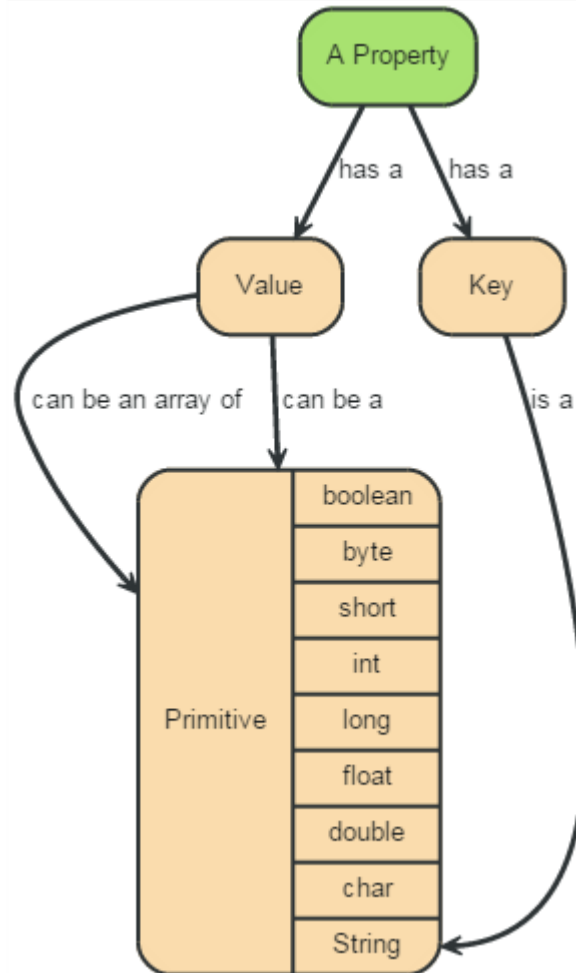 A Property
has a
has a
Value
Key
can be an array of
can be a
is a
Primitive
boolean
byte
short
int
long
float
double
char
String